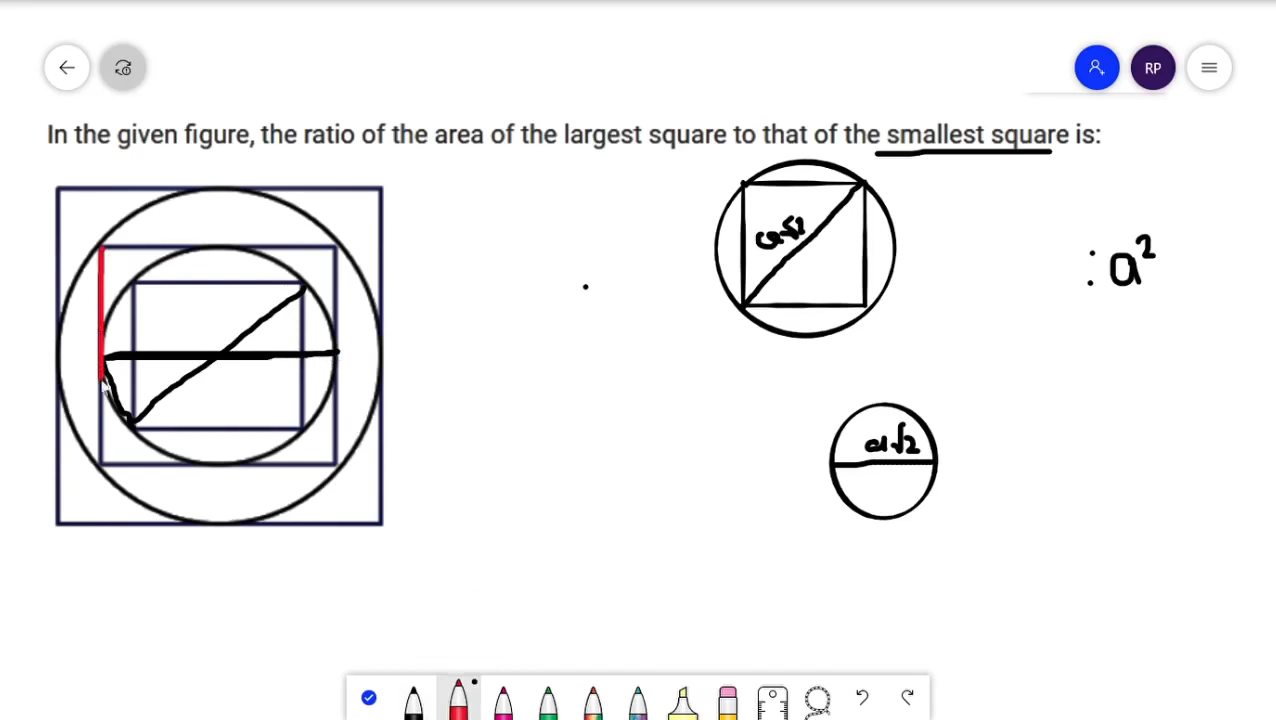 RP
In the given figure, the ratio of the area of the largest square to that of the smallest square is:
a√2
: a²
a√2